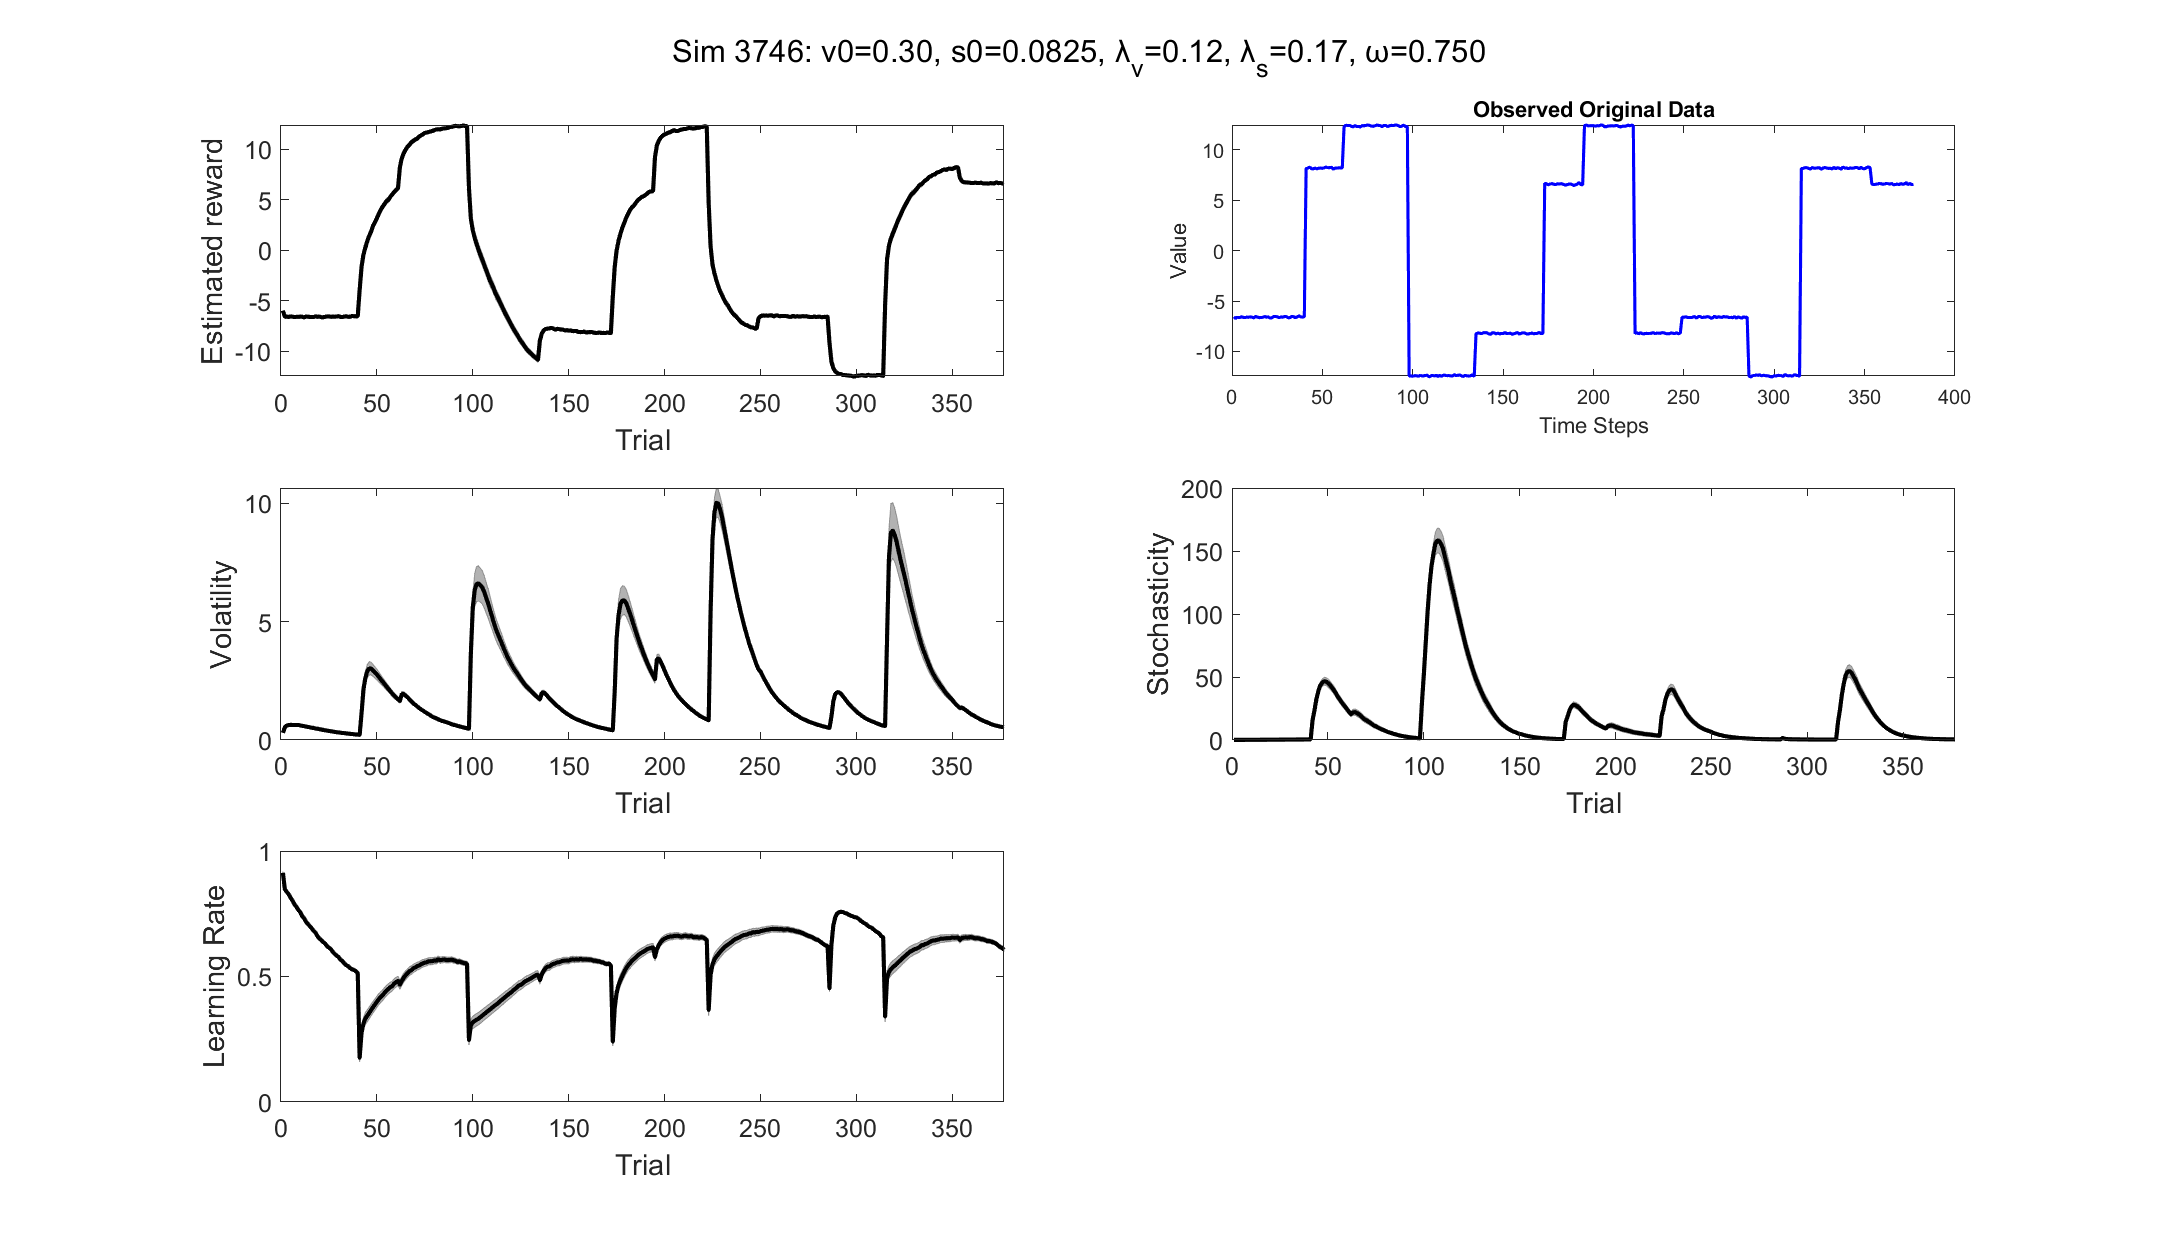 Sim 3746: v0=0.30, s0=0.0825, λv=0.12, λs=0.17, ω=0.750
Estimated reward
10
5
0
-5
-10
0 50 100 150 200 250 300 350
Trial
Observed Original Data
Value
10
5
0
-5
-10
0 50 100 150 200 250 300 350 400
Time Steps
Volatility
10
5
0
0 50 100 150 200 250 300 350
Trial
Stochasticity
200
150
100
50
0
0 50 100 150 200 250 300 350
Trial
Learning Rate
1
0.5
0
0 50 100 150 200 250 300 350
Trial